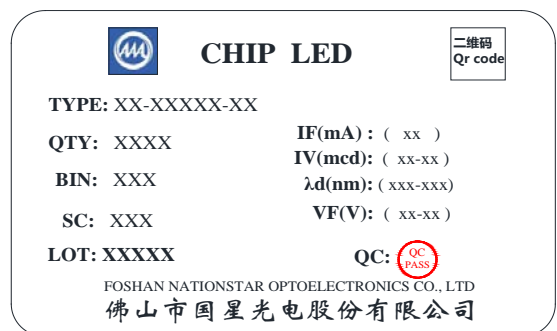 CHIP LED
二维码
Qr code
TYPE: XX-XXXXX-XX
QTY: XXXX
IF(mA) : ( xx )
IV(mcd): ( xx-xx )
BIN: XXX
λd(nm): ( xxx-xxx)
SC: XXX
VF(V): ( xx-xx )
LOT: XXXXX
QC: QC
PASS
FOSHAN NATIONSTAR OPTOELECTRONICS CO., LTD
佛山市国星光电股份有限公司